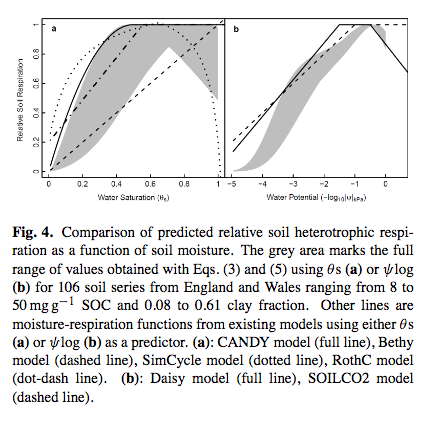 a
b
Relative Soil Respiration
0
0.2
0.4
0.6
0.8
1
0 0.2 0.4 0.6 0.8 1
−5 −4 −3 −2 −1 0
Water Saturation (θs)
Water Potential (−log10|ψ|kPa)
Fig. 4. Comparison of predicted relative soil heterotrophic respi-
ration as a function of soil moisture. The grey area marks the full
range of values obtained with Eqs. (3) and (5) using θs (a) or ψlog
(b) for 106 soil series from England and Wales ranging from 8 to
50 mg g−1 SOC and 0.08 to 0.61 clay fraction. Other lines are
moisture-respiration functions from existing models using either θs
(a) or ψlog (b) as a predictor. (a): CANDY model (full line), Bethy
model (dashed line), SimCycle model (dotted line), RothC model
(dot-dash line). (b): Daisy model (full line), SOILCO2 model
(dashed line).